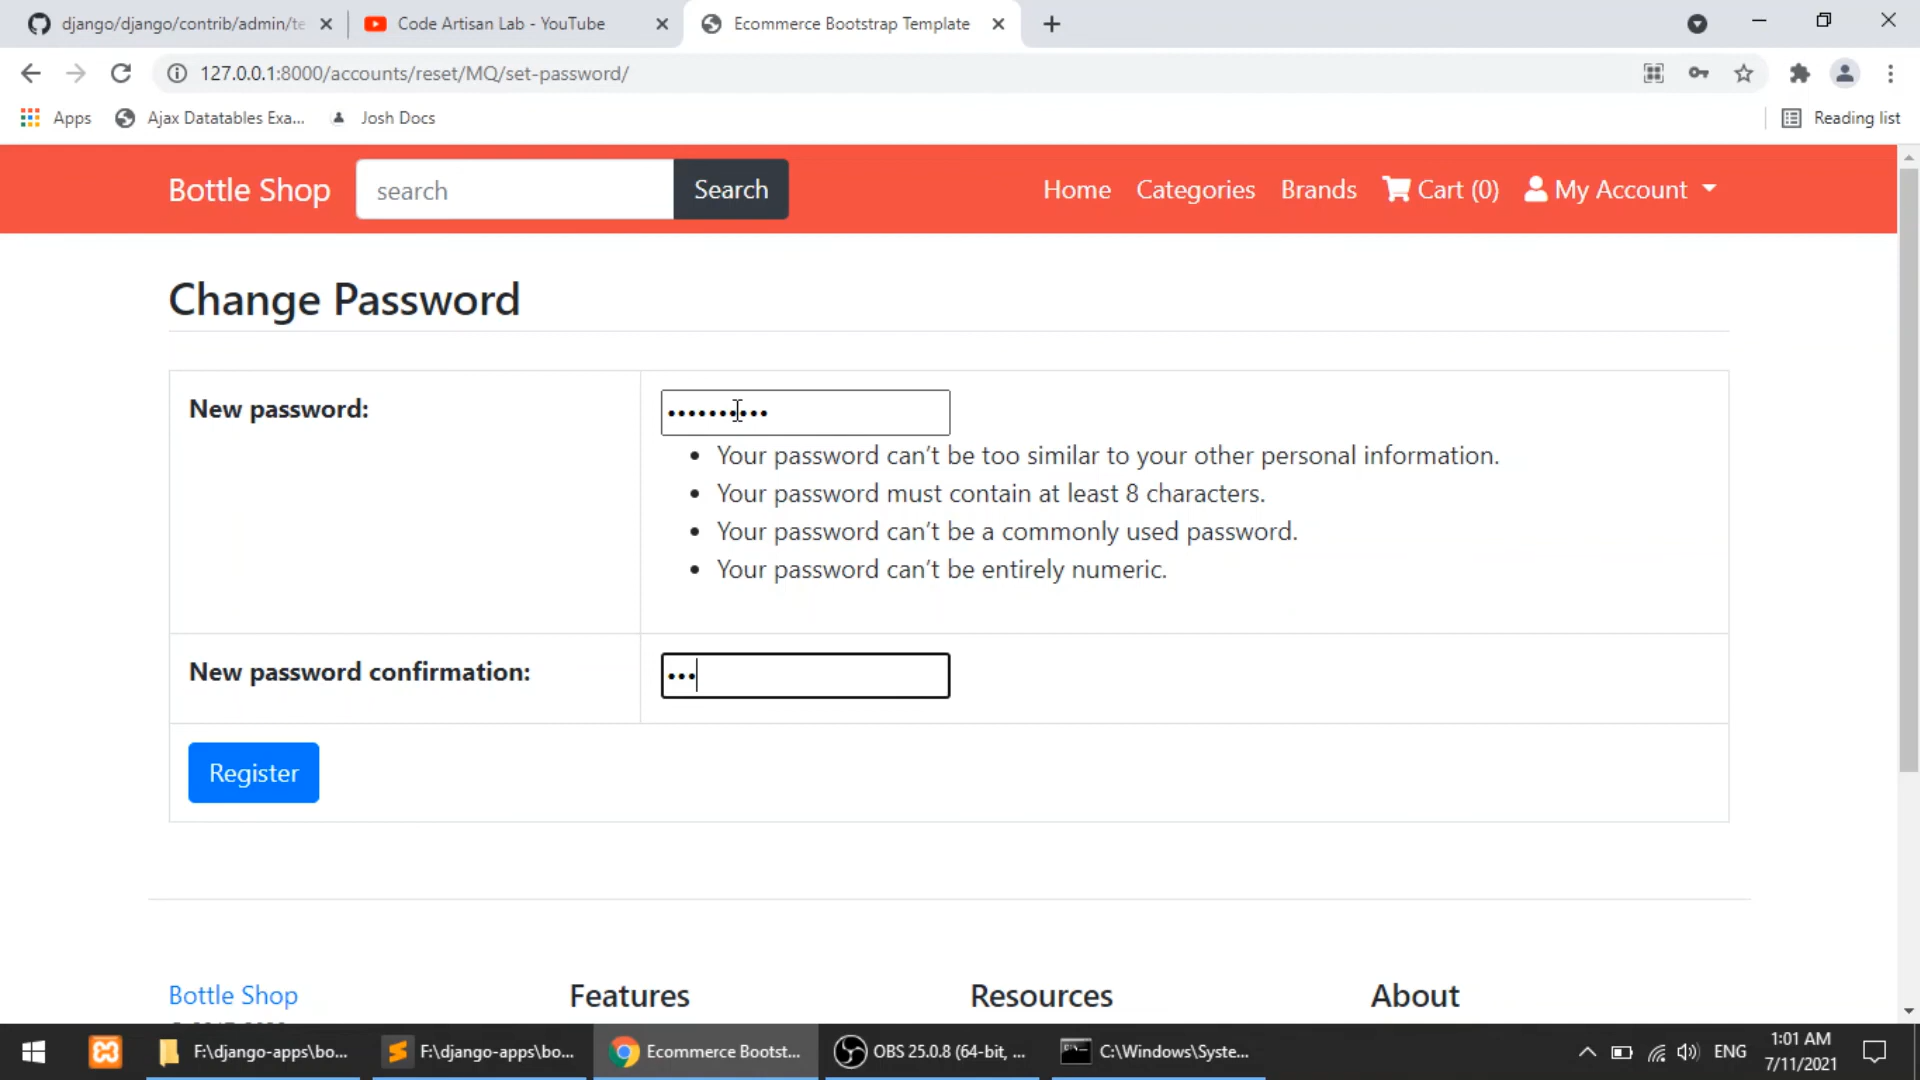 django/django/contrib/admin/te
Code Artisan Lab - YouTube
Ecommerce Bootstrap Template
127.0.0.1:8000/accounts/reset/MQ/set-password/
Apps
Ajax Datatables Exa...
Josh Docs
Reading list
Bottle Shop
search
Search
Home
Categories
Brands
Cart (0)
My Account
Change Password
New password:
••••••••••
Your password can't be too similar to your other personal information.
Your password must contain at least 8 characters.
Your password can't be a commonly used password.
Your password can't be entirely numeric.
New password confirmation:
•••
Register
Bottle Shop
Features
Resources
About
F:\django-apps\bo...
F:\django-apps\bo...
Ecommerce Bootst...
OBS 25.0.8 (64-bit, ...
C:\Windows\Syste...
ENG
1:01 AM
7/11/2021